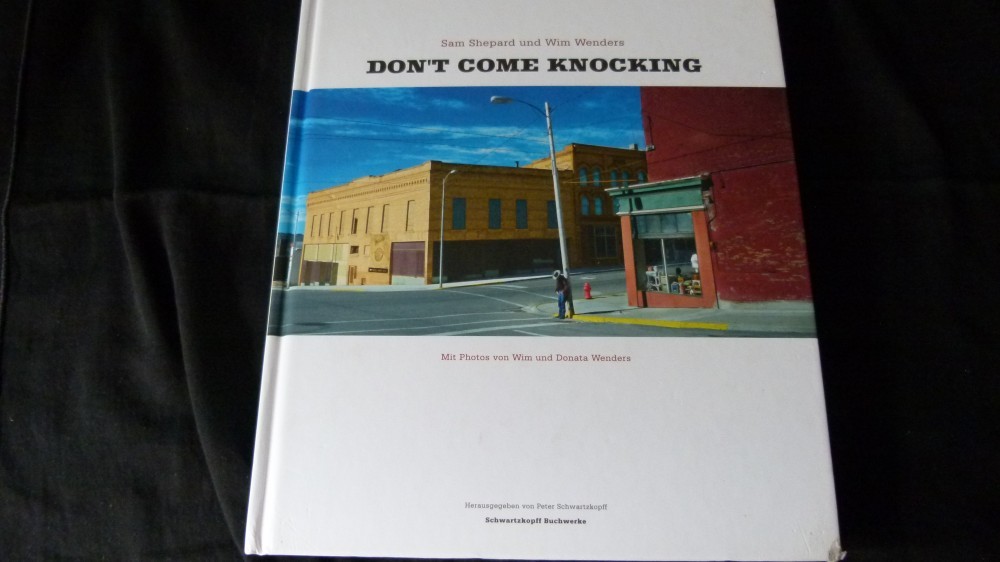 Sam Shepard und Wim Wenders
DON'T COME KNOCKING
Mit Photos von Wim und Donata Wenders
Herausgegeben von Peter Schwartzkopff
Schwartzkopff Buchwerke